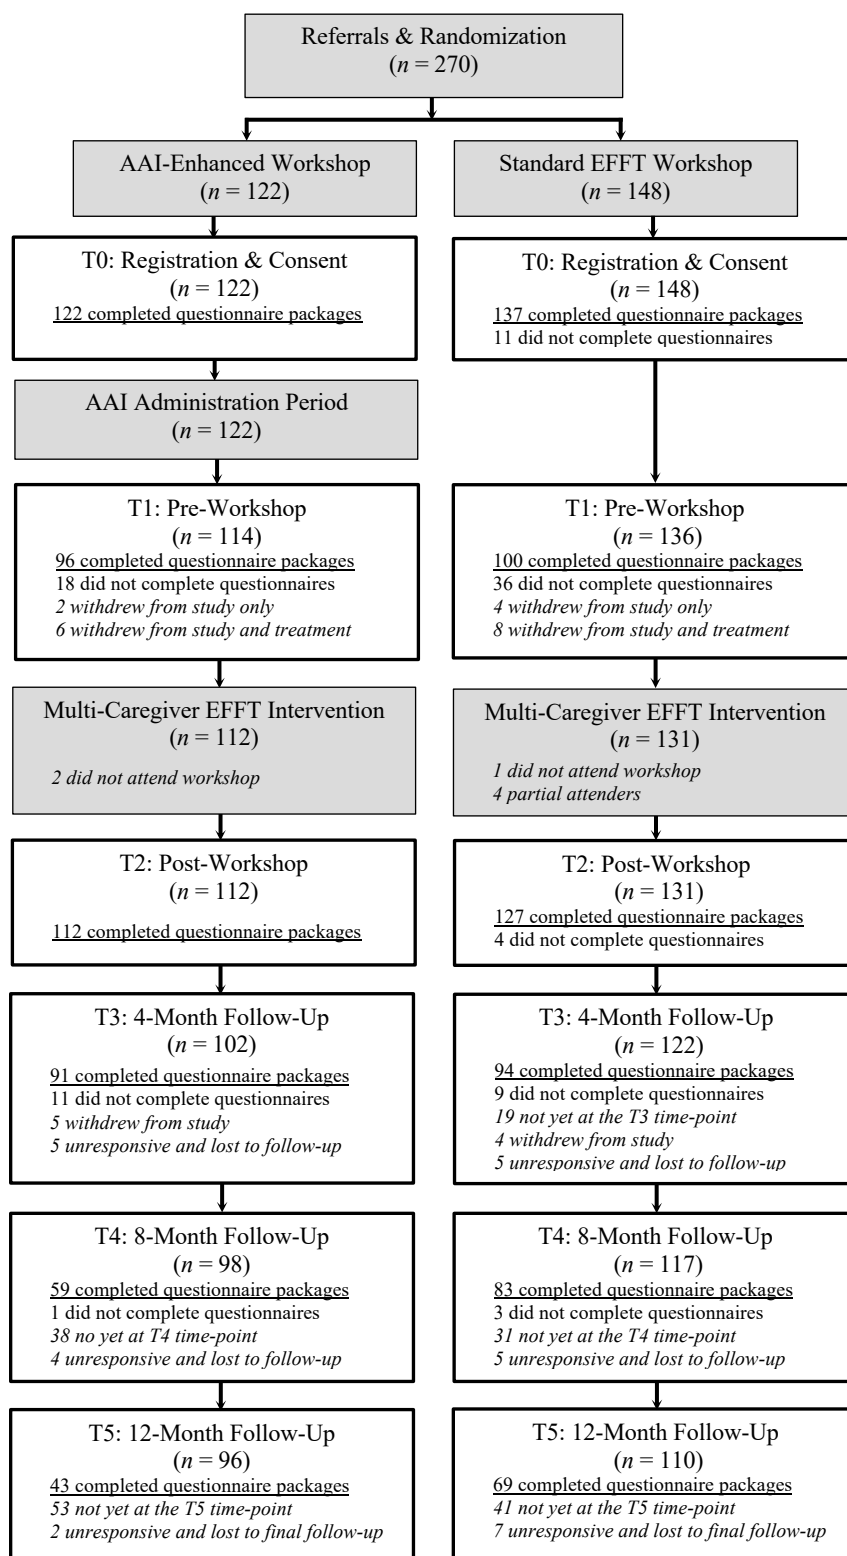 Referrals & Randomization
(n = 270)
AAI-Enhanced Workshop
(n = 122)
Standard EFFT Workshop
(n = 148)
T0: Registration & Consent
(n = 122)
122 completed questionnaire packages
T0: Registration & Consent
(n = 148)
137 completed questionnaire packages
11 did not complete questionnaires
AAI Administration Period
(n = 122)
T1: Pre-Workshop
(n = 114)
96 completed questionnaire packages
18 did not complete questionnaires
2 withdrew from study only
6 withdrew from study and treatment
T1: Pre-Workshop
(n = 136)
100 completed questionnaire packages
36 did not complete questionnaires
4 withdrew from study only
8 withdrew from study and treatment
Multi-Caregiver EFFT Intervention
(n = 112)
2 did not attend workshop
Multi-Caregiver EFFT Intervention
(n = 131)
1 did not attend workshop
4 partial attenders
T2: Post-Workshop
(n = 112)
112 completed questionnaire packages
T2: Post-Workshop
(n = 131)
127 completed questionnaire packages
4 did not complete questionnaires
T3: 4-Month Follow-Up
(n = 102)
91 completed questionnaire packages
11 did not complete questionnaires
5 withdrew from study
5 unresponsive and lost to follow-up
T3: 4-Month Follow-Up
(n = 122)
94 completed questionnaire packages
9 did not complete questionnaires
19 not yet at the T3 time-point
4 withdrew from study
5 unresponsive and lost to follow-up
T4: 8-Month Follow-Up
(n = 98)
59 completed questionnaire packages
1 did not complete questionnaires
38 no yet at T4 time-point
4 unresponsive and lost to follow-up
T4: 8-Month Follow-Up
(n = 117)
83 completed questionnaire packages
3 did not complete questionnaires
31 not yet at the T4 time-point
5 unresponsive and lost to follow-up
T5: 12-Month Follow-Up
(n = 96)
43 completed questionnaire packages
53 not yet at the T5 time-point
2 unresponsive and lost to final follow-up
T5: 12-Month Follow-Up
(n = 110)
69 completed questionnaire packages
41 not yet at the T5 time-point
7 unresponsive and lost to final follow-up